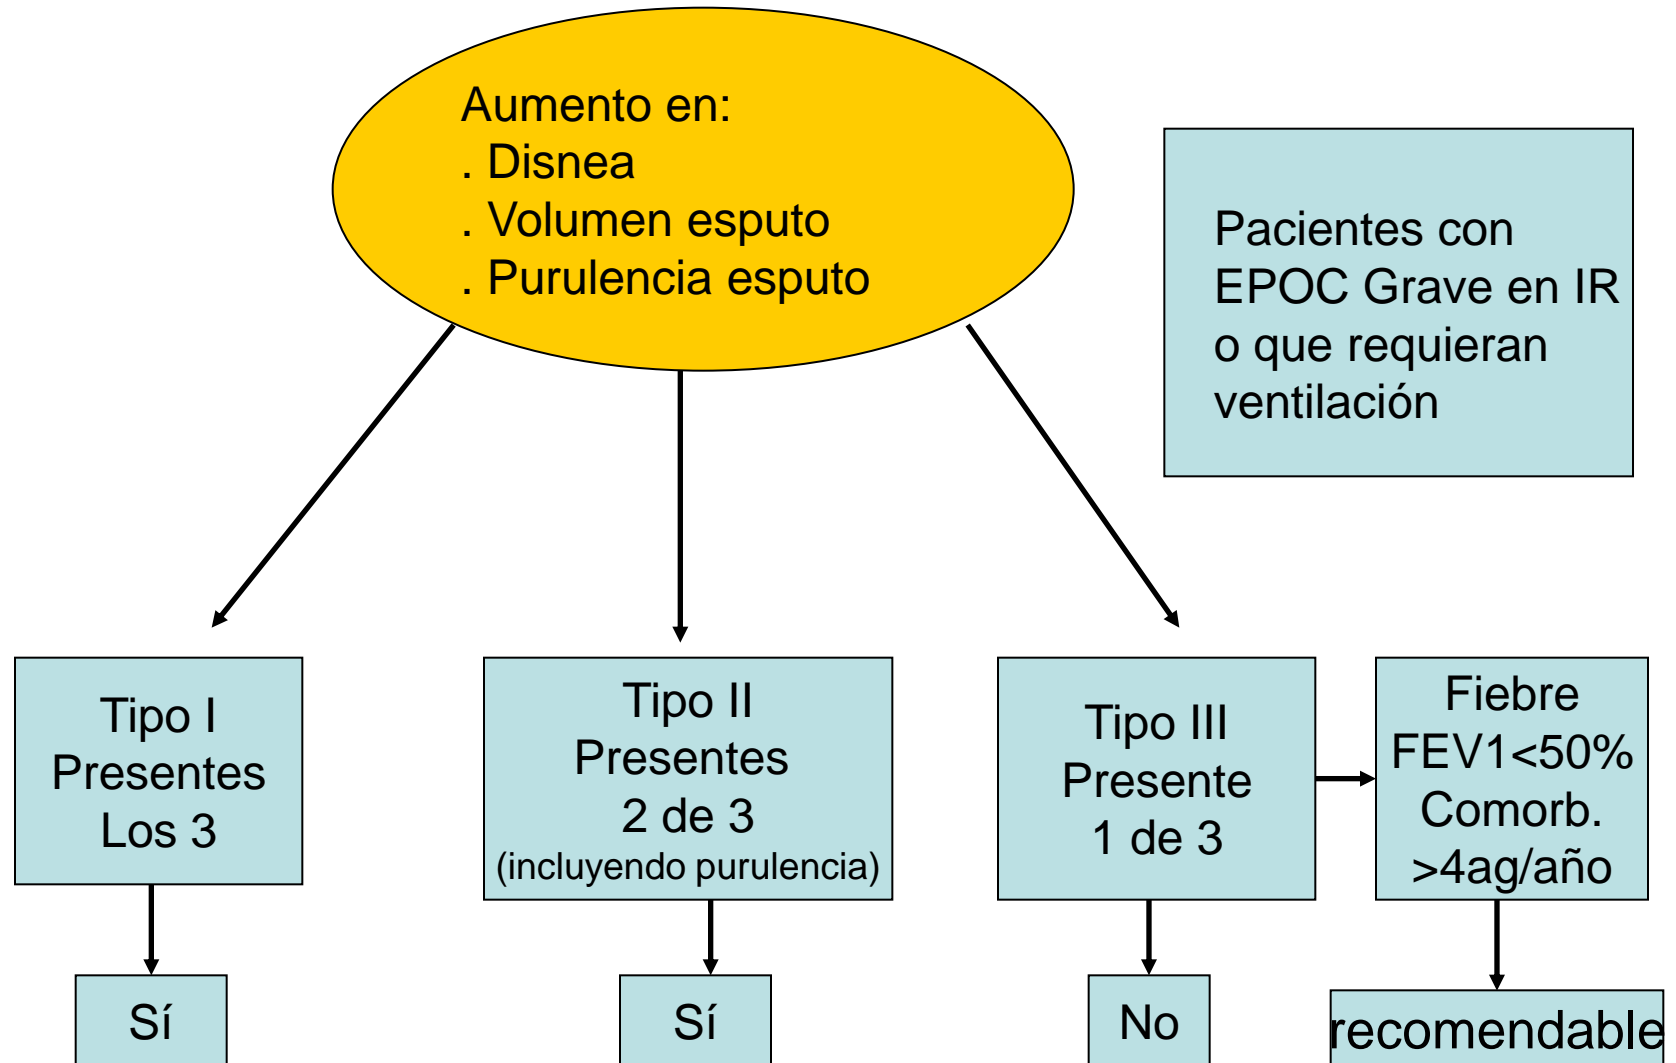 Aumento en:
. Disnea
. Volumen esputo
. Purulencia esputo
Pacientes con
EPOC Grave en IR
o que requieran
ventilación
Tipo I
Presentes
Los 3
Tipo II
Presentes
2 de 3
(incluyendo purulencia)
Tipo III
Presente
1 de 3
Fiebre
FEV1<50%
Comorb.
>4ag/año
Sí
Sí
No
recomendable